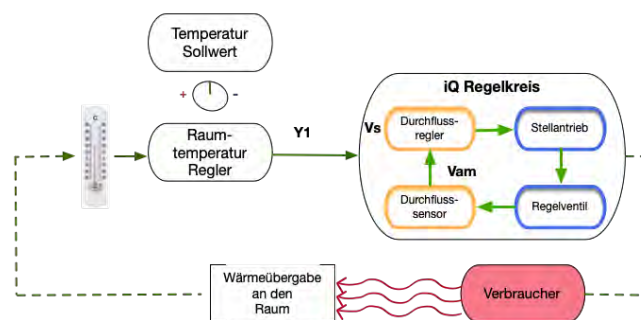 Temperatur
Sollwert
+
-
Raum-
temperatur
Regler
Y1
iQ Regelkreis
Vs
Durchfluss-
regler
Stellantrieb
Vam
Durchfluss-
sensor
Regelventil
Wärmeübergabe
an den
Raum
Verbraucher